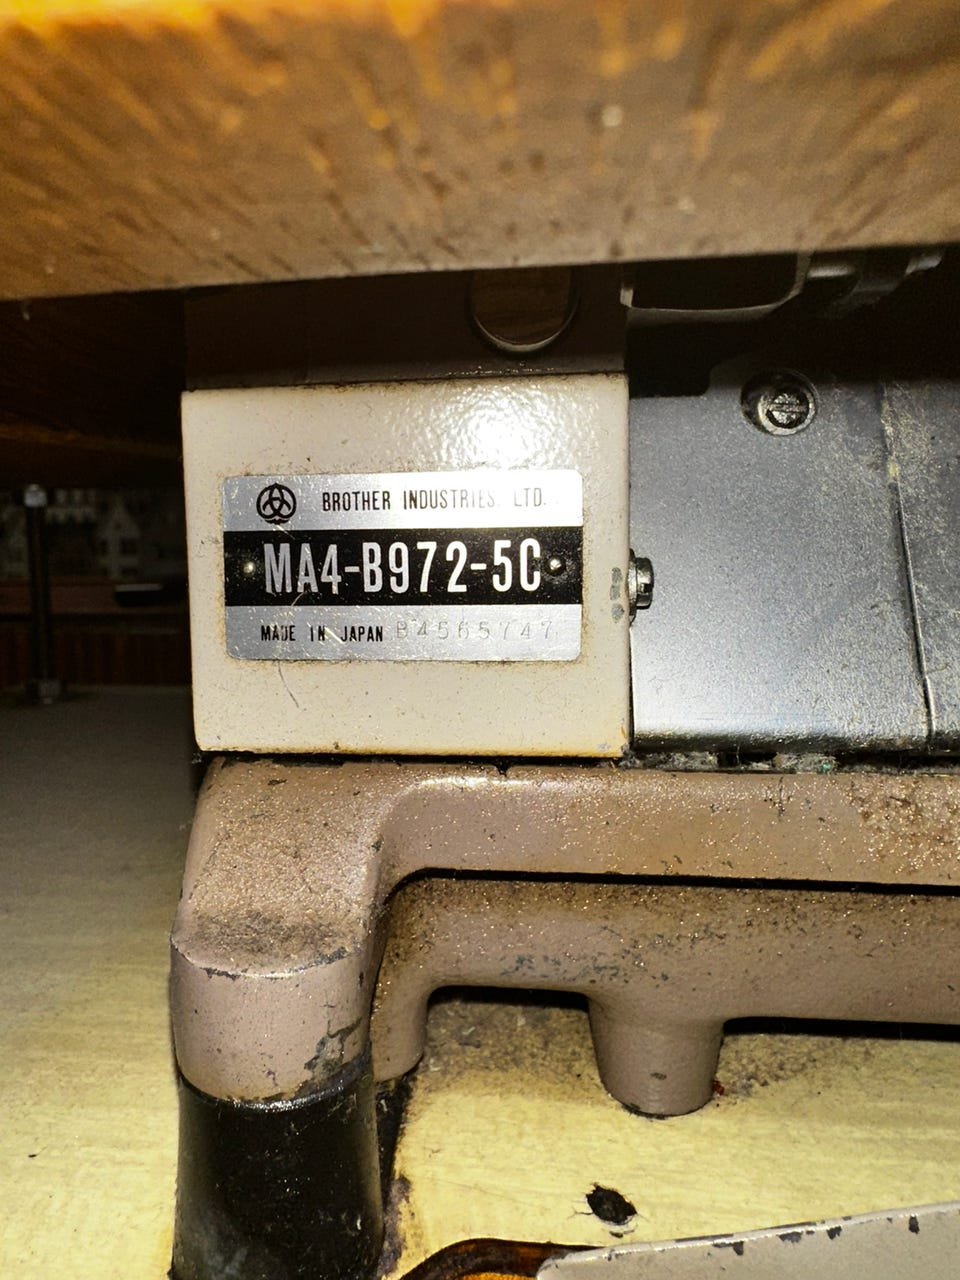 BROTHER INDUSTRIES, LTD.
MA4-B972-5C
MADE IN JAPAN B4565747